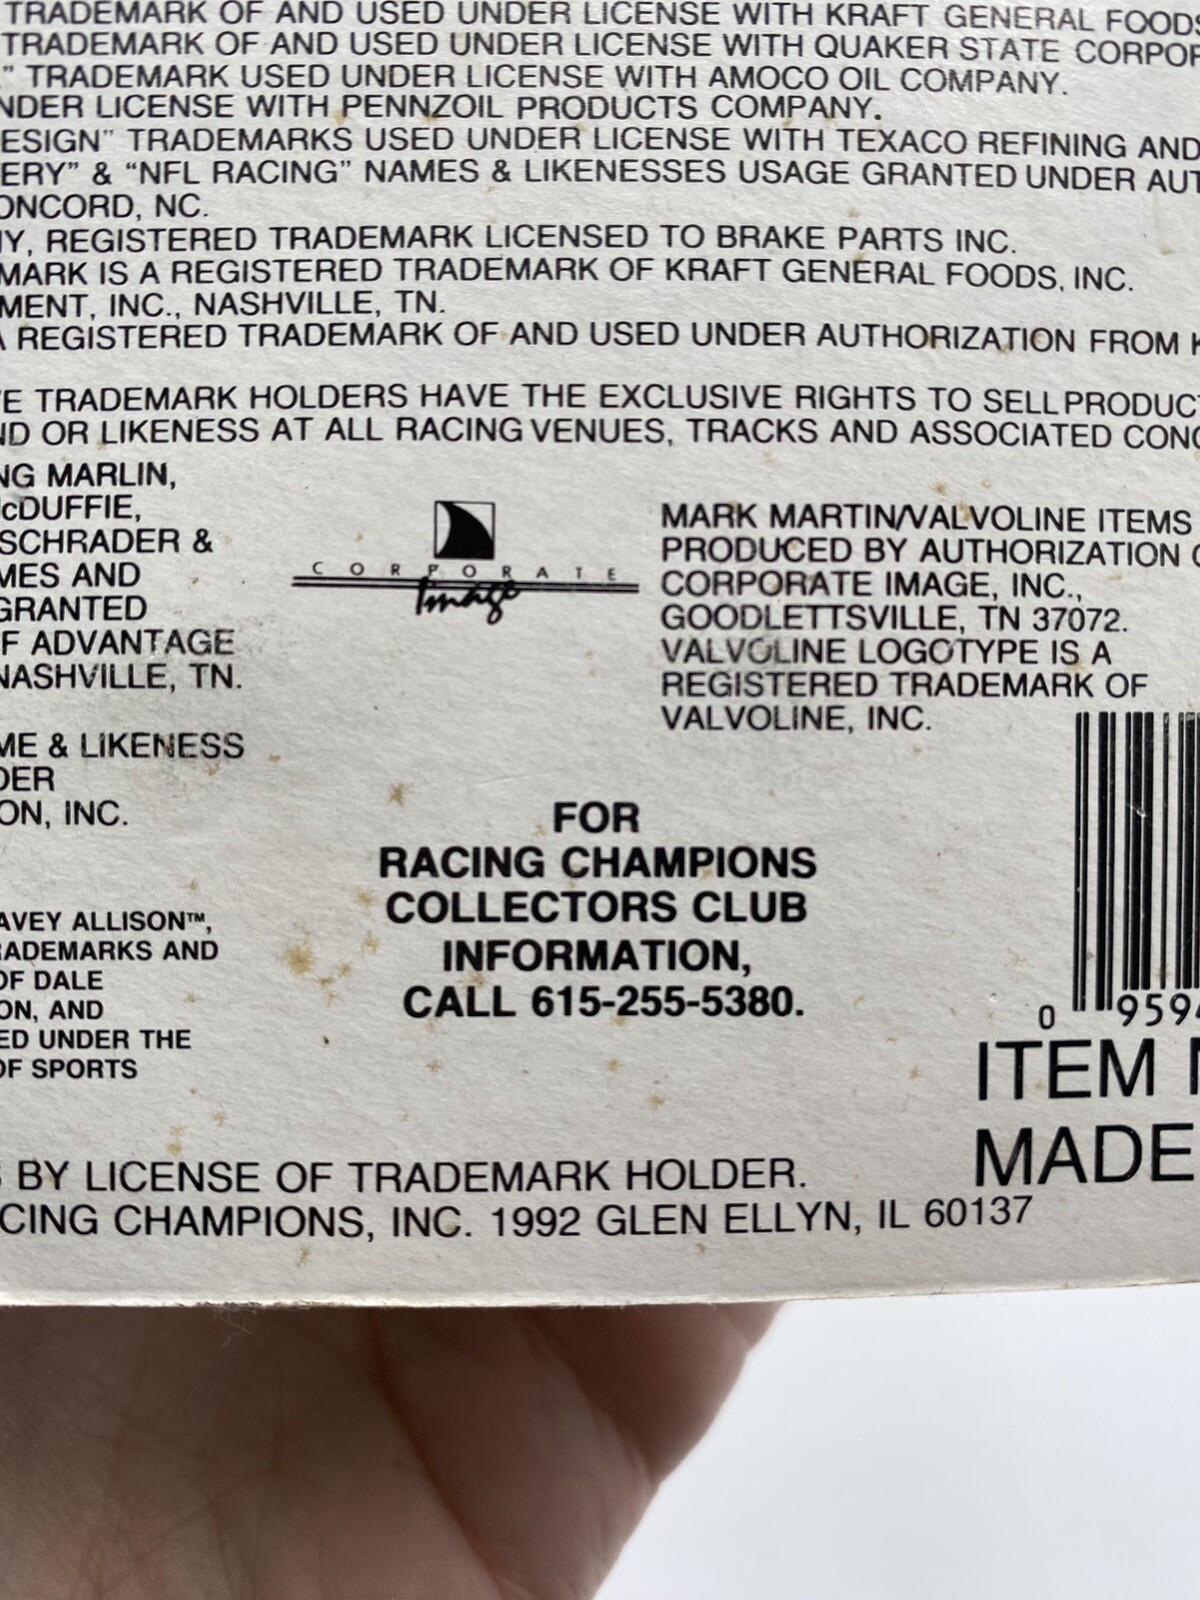 TRADEMARK OF AND USED UNDER LICENSE WITH KRAFT GENERAL FOODS
TRADEMARK OF AND USED UNDER LICENSE WITH QUAKER STATE CORPOR
" TRADEMARK USED UNDER LICENSE WITH AMOCO OIL COMPANY.
NDER LICENSE WITH PENNZOIL PRODUCTS COMPANY.
ESIGN" TRADEMARKS USED UNDER LICENSE WITH TEXACO REFINING AND
ERY" & "NFL RACING" NAMES & LIKENESSES USAGE GRANTED UNDER AUT
ONCORD, NC.
Y, REGISTERED TRADEMARK LICENSED TO BRAKE PARTS INC.
MARK IS A REGISTERED TRADEMARK OF KRAFT GENERAL FOODS, INC.
MENT, INC., NASHVILLE, TN.
A REGISTERED TRADEMARK OF AND USED UNDER AUTHORIZATION FROM K
E TRADEMARK HOLDERS HAVE THE EXCLUSIVE RIGHTS TO SELL PRODUCT
ND OR LIKENESS AT ALL RACING VENUES, TRACKS AND ASSOCIATED CONC
NG MARLIN,
cDUFFIE,
SCHRADER &
MES AND
GRANTED
F ADVANTAGE
NASHVILLE, TN.
ME & LIKENESS
DER
ON, INC.
AVEY ALLISON™,
RADEMARKS AND
OF DALE
ON, AND
ED UNDER THE
OF SPORTS
CORPORATE
Image
MARK MARTIN/VALVOLINE ITEMS
PRODUCED BY AUTHORIZATION O
CORPORATE IMAGE, INC.,
GOODLETTSVILLE, TN 37072.
VALVOLINE LOGOTYPE IS A
REGISTERED TRADEMARK OF
VALVOLINE, INC.
FOR
RACING CHAMPIONS
COLLECTORS CLUB
INFORMATION,
CALL 615-255-5380.
0 959
ITEM N
MADE
BY LICENSE OF TRADEMARK HOLDER.
CING CHAMPIONS, INC. 1992 GLEN ELLYN, IL 60137